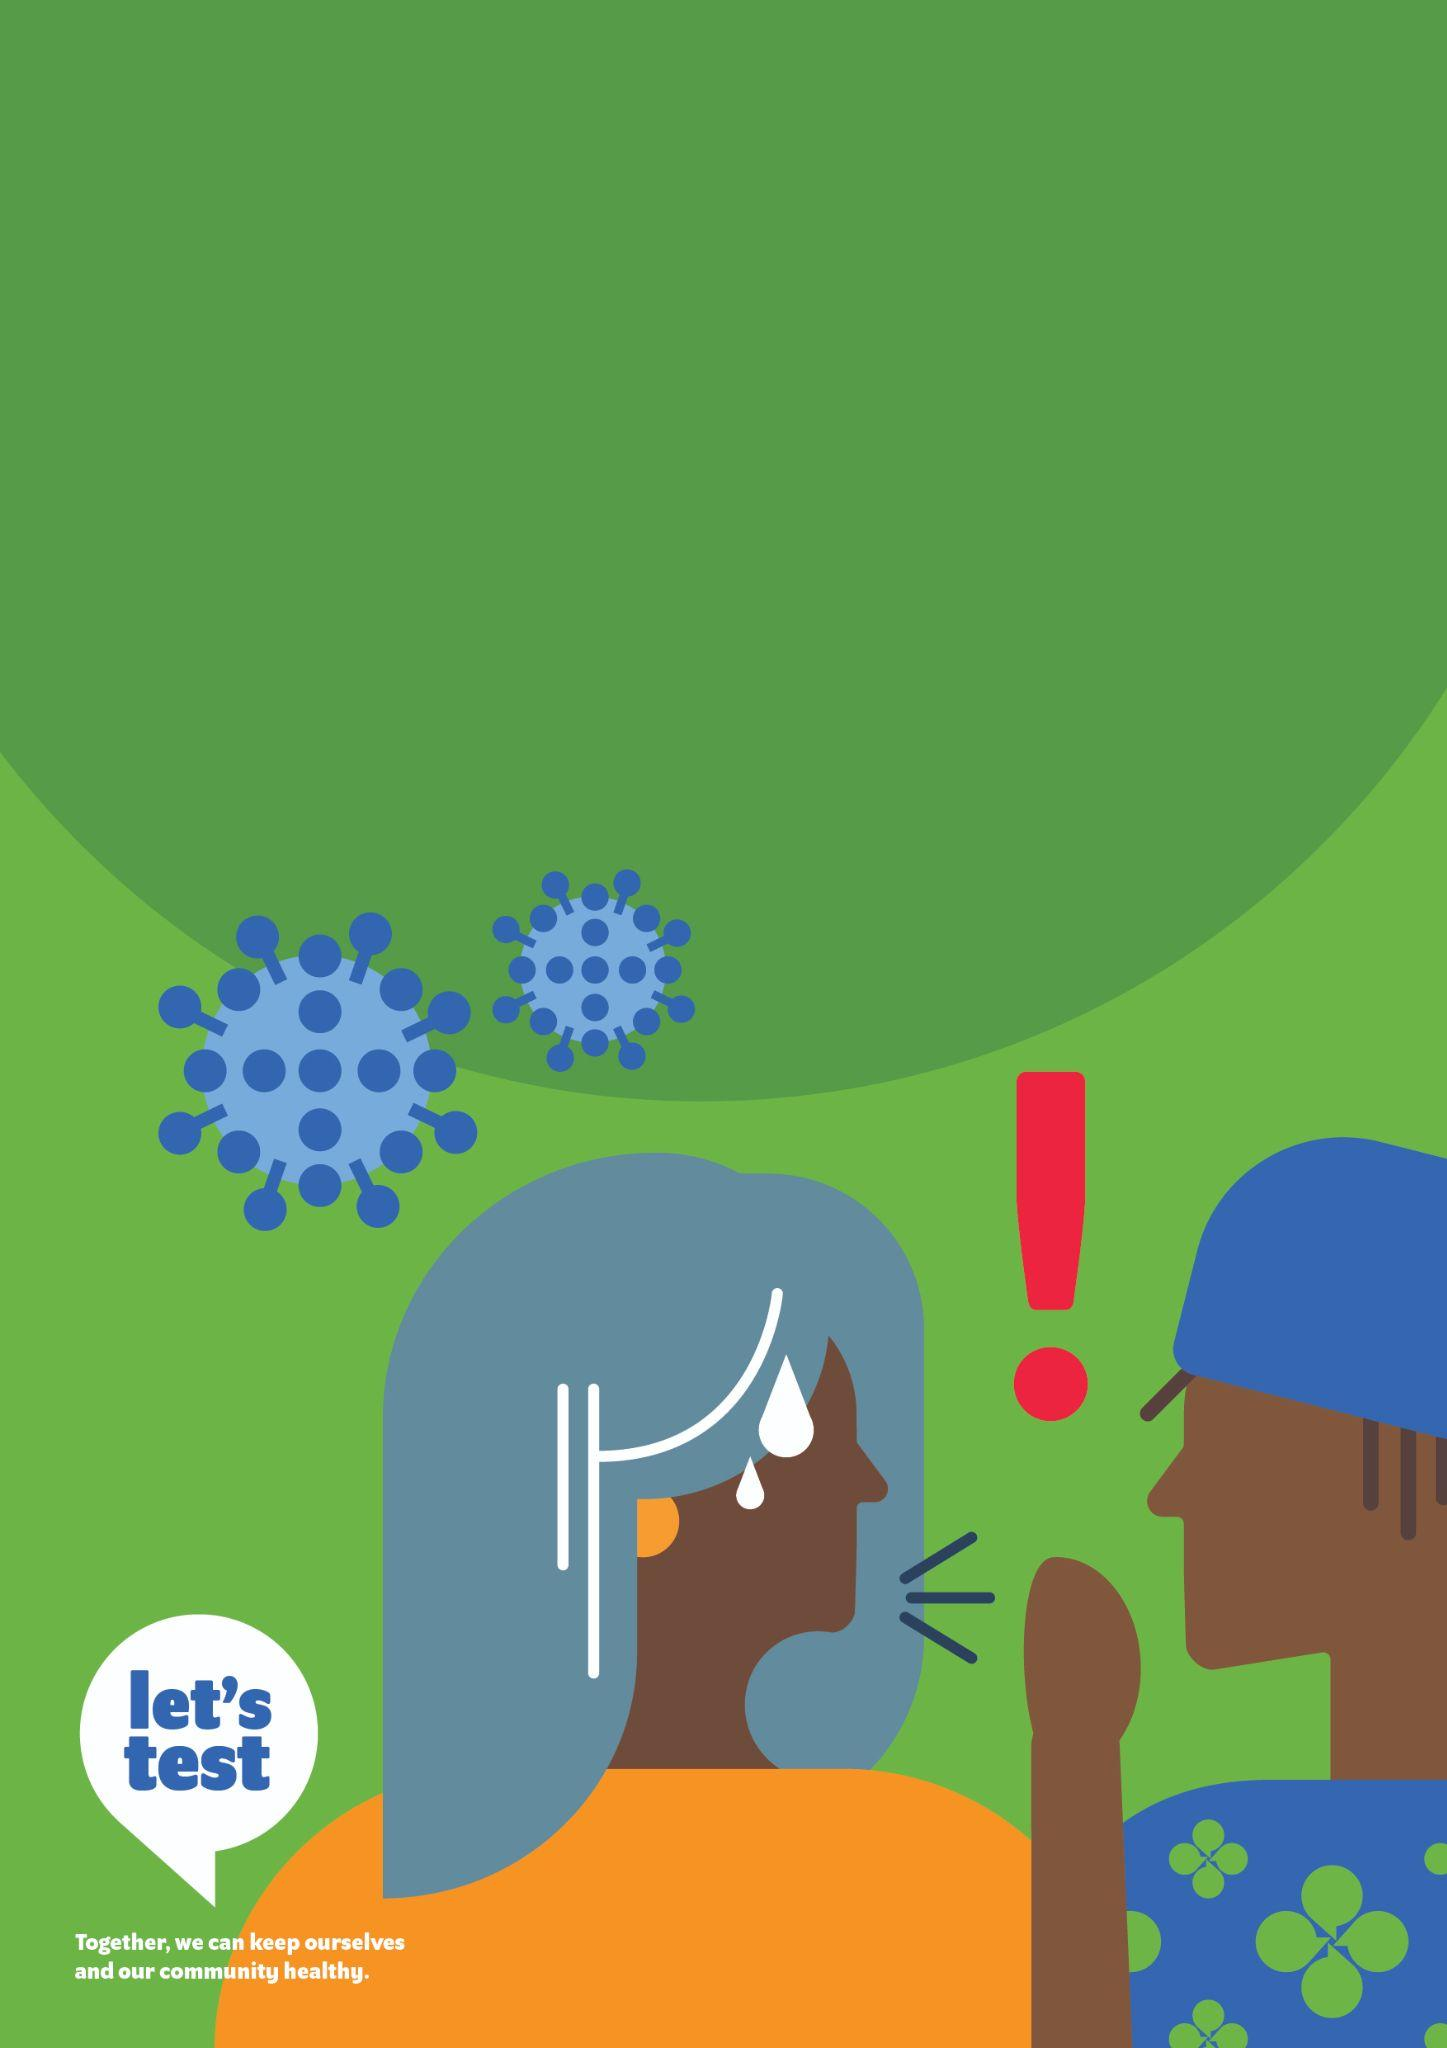 !
let’s
test
Together, we can keep ourselves
and our community healthy.